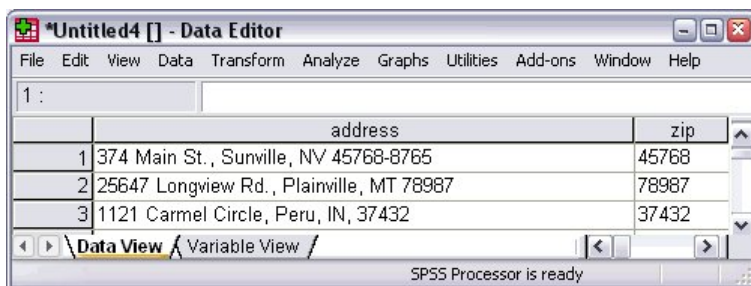 *Untitled4 [] - Data Editor
File Edit View Data Transform Analyze Graphs Utilities Add-ons Window Help
1 :
address zip
1 374 Main St., Sunville, NV 45768-8765 45768
2 25647 Longview Rd., Plainville, MT 78987 78987
3 1121 Carmel Circle, Peru, IN, 37432 37432
Data View Variable View
SPSS Processor is ready